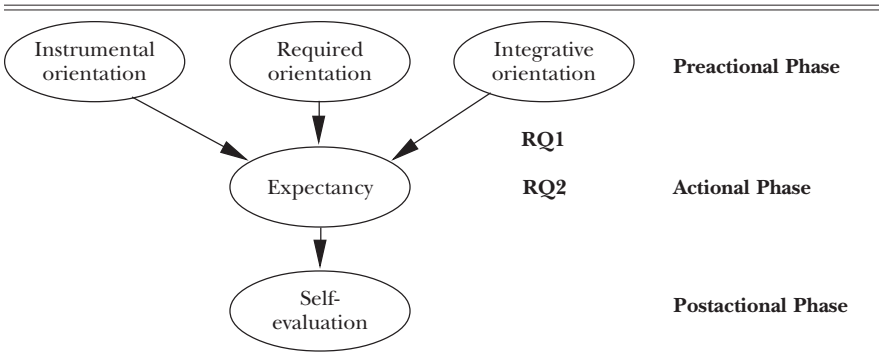 Instrumental
orientation
Required
orientation
Integrative
orientation
Preactional Phase
RQ1
Expectancy
RQ2
Actional Phase
Self-
evaluation
Postactional Phase